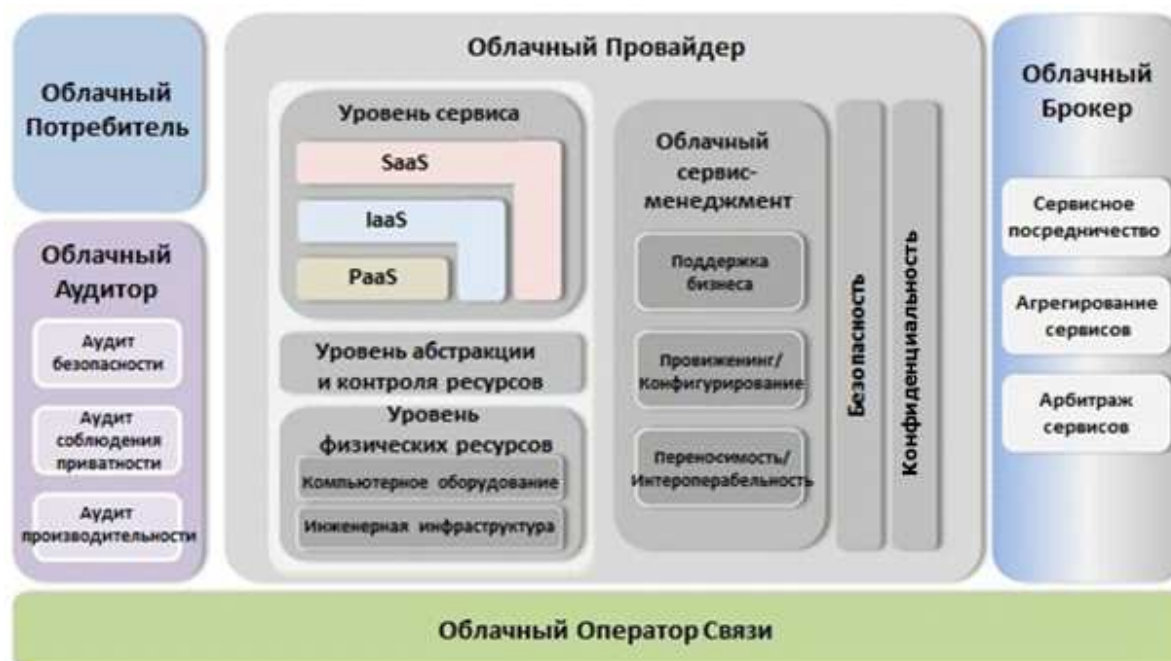 Облачный
Потребитель
Облачный
Аудитор
Аудит
безопасности
Аудит
соблюдения
приватности
Аудит
производительности
Облачный Провайдер
Уровень сервиса
SaaS
IaaS
PaaS
Уровень абстракции
и контроля ресурсов
Уровень
физических ресурсов
Компьютерное оборудование
Инженерная инфраструктура
Облачный
сервис-
менеджмент
Поддержка
бизнеса
Провиженинг/
Конфигурирование
Переносимость/
Интероперабельность
Безопасность
Конфиденциальность
Облачный
Брокер
Сервисное
посредничество
Агрегирование
сервисов
Арбитраж
сервисов
Облачный Оператор Связи